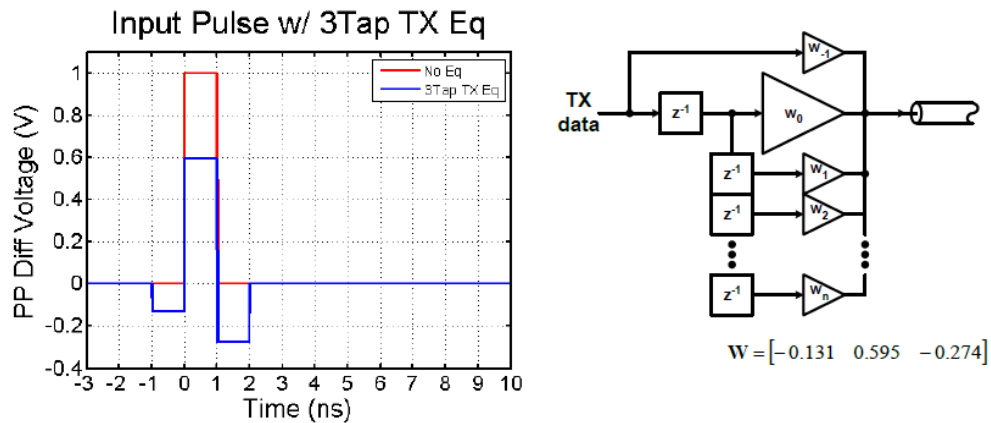 Input Pulse w/ 3Tap TX Eq
No Eq
3Tap TX Eq
PP Diff Voltage (V)
1
0.8
0.6
0.4
0.2
0
-0.2
-0.4
-3 -2 -1 0 1 2 3 4 5 6 7 8 9 10
Time (ns)
TX
data
z⁻¹
w₋₁
w₀
z⁻¹
w₁
z⁻¹
w₂
z⁻¹
wₙ
W = [-0.131 0.595 -0.274]